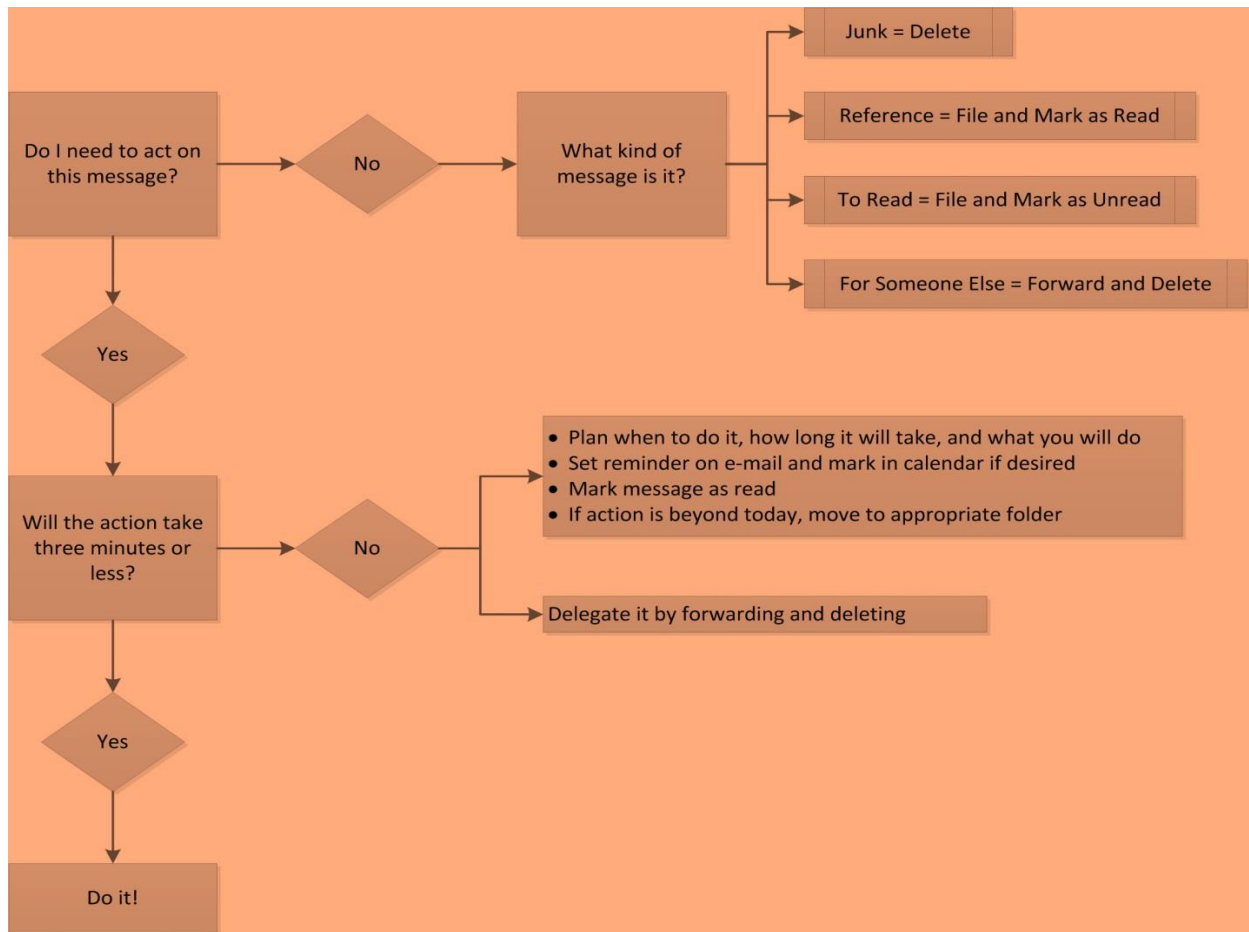 Junk = Delete
Do I need to act on
this message?
No
What kind of
message is it?
Reference = File and Mark as Read
To Read = File and Mark as Unread
For Someone Else = Forward and Delete
Yes
Will the action take
three minutes or
less?
No
• Plan when to do it, how long it will take, and what you will do
• Set reminder on e-mail and mark in calendar if desired
• Mark message as read
• If action is beyond today, move to appropriate folder
Delegate it by forwarding and deleting
Yes
Do it!